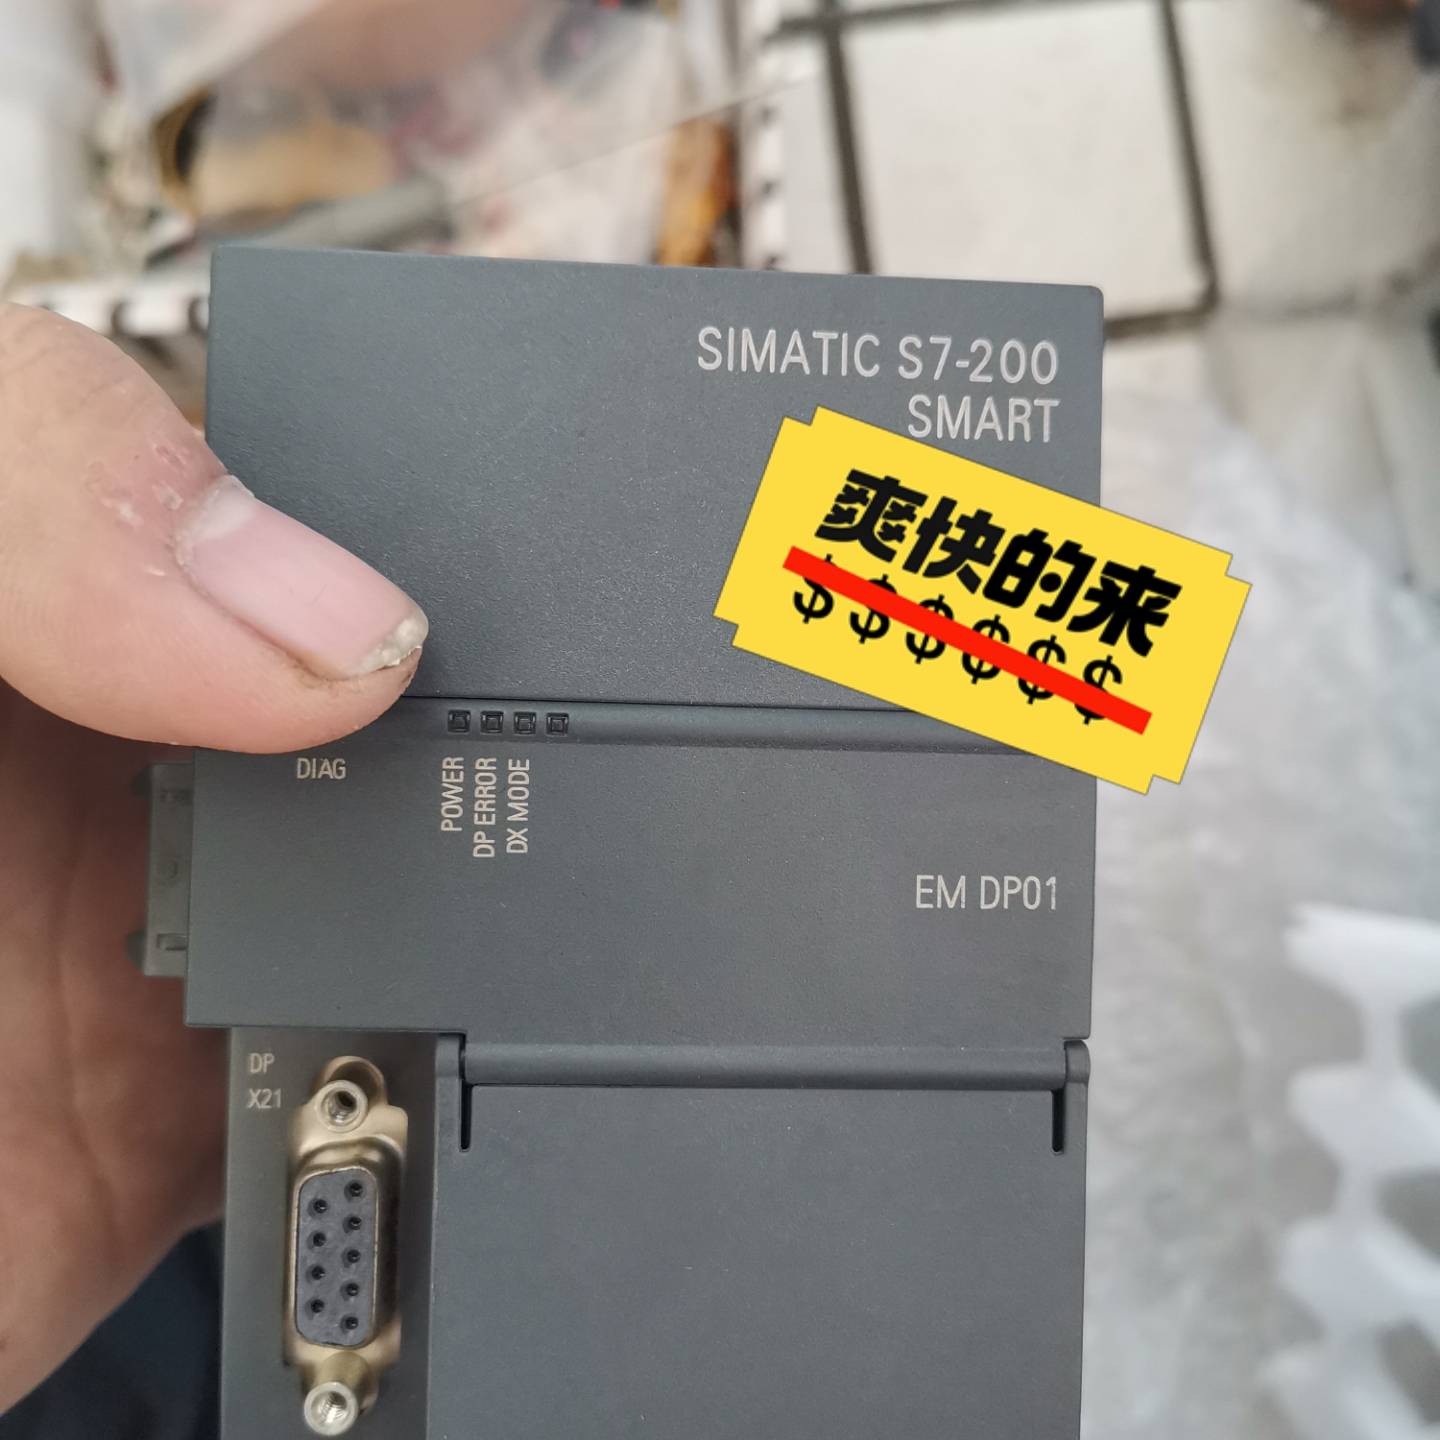 SIMATIC S7-200
SMART
爽快的来
$$$$$$
DIAG
POWER
DP ERROR
DX MODE
EM DP01
DP
X21